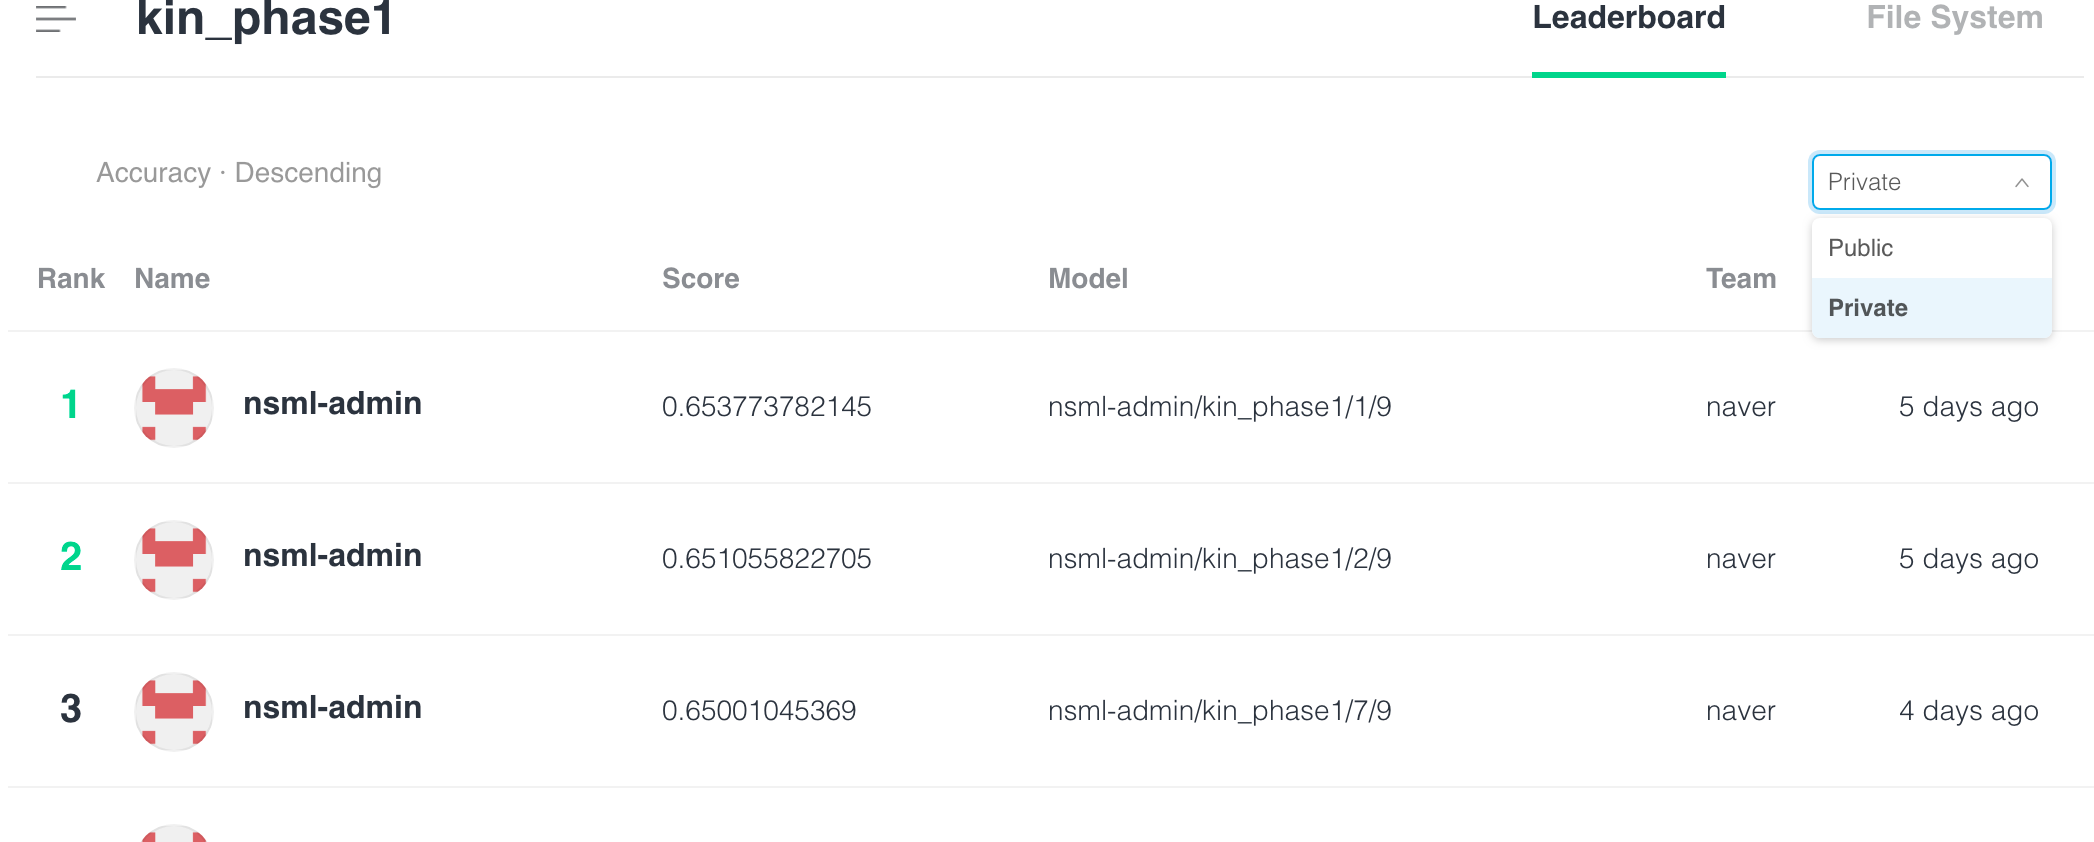 kin_phase1
Leaderboard
File System
Accuracy · Descending
Private
Public
Private
Rank Name Score Model Team
1 nsml-admin 0.653773782145 nsml-admin/kin_phase1/1/9 naver 5 days ago
2 nsml-admin 0.651055822705 nsml-admin/kin_phase1/2/9 naver 5 days ago
3 nsml-admin 0.65001045369 nsml-admin/kin_phase1/7/9 naver 4 days ago